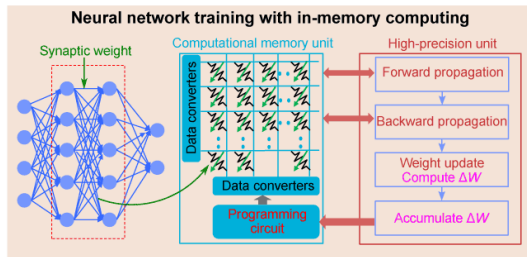 Neural network training with in-memory computing
Synaptic weight
Computational memory unit
High-precision unit
Data converters
Data converters
Programming
circuit
Forward propagation
Backward propagation
Weight update
Compute ΔW
Accumulate ΔW